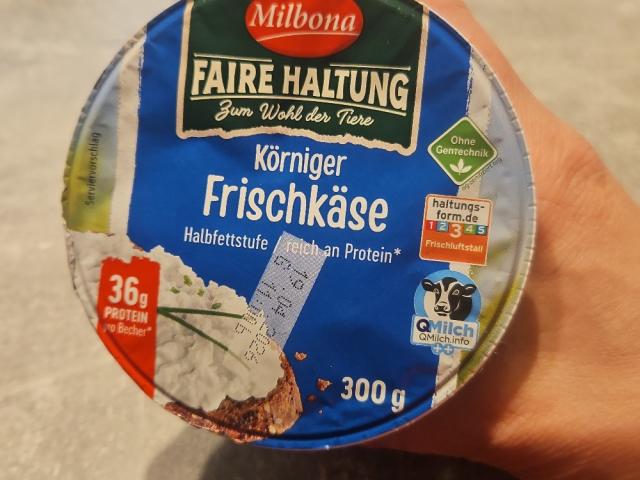 Milbona
FAIRE HALTUNG
Zum Wohl der Tiere
Serviervorschlag
Körniger
Frischkäse
Halbfettstufe / reich an Protein*
36g
PROTEIN
pro Becher*
300 g
Ohne
Gentechnik
haltungs-
form.de
1 2 3 4 5
Frischluftstall
QMilch
QMilch.info
++